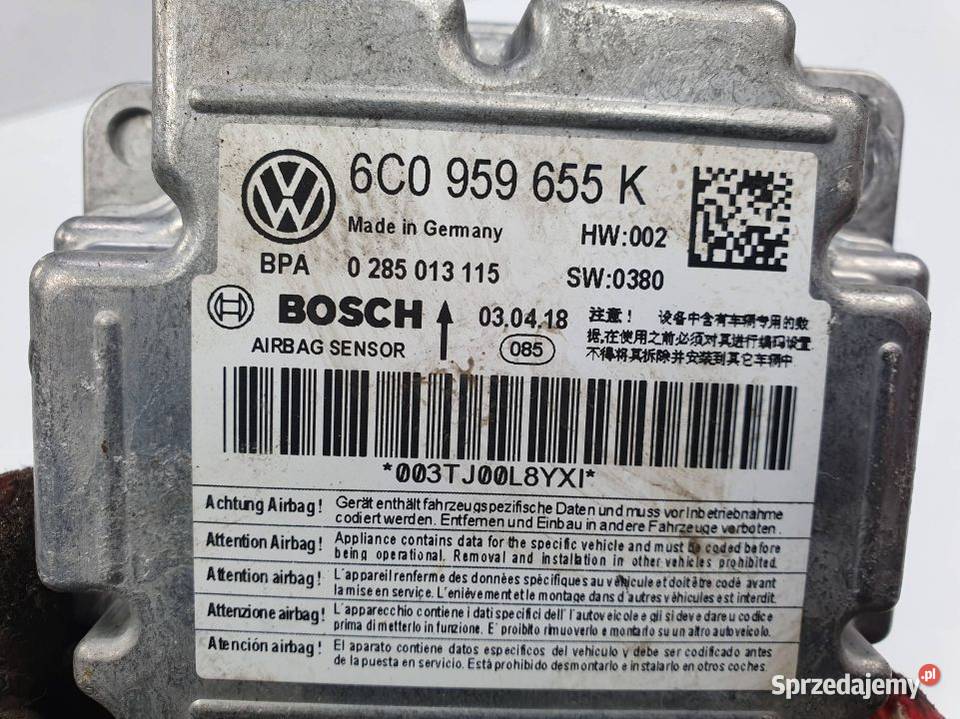 6C0 959 655 K
Made in Germany
HW:002
BPA 0 285 013 115
SW:0380
BOSCH
03.04.18
AIRBAG SENSOR
085
注意! 设备中含有车辆专用的数
据,在使用之前必须对其进行编码设置
不得将其拆除并安装到其它车辆中
*003TJ00L8YXI*
Achtung Airbag! Gerät enthält fahrzeugspezifische Daten und muss vor Inbetriebnahme
codiert werden. Entfernen und Einbau in andere Fahrzeuge verboten.
Attention Airbag! Appliance contains data for the specific vehicle and must be coded before
being operational. Removal and installation in other vehicles prohibited.
Attention airbag! L'appareil renferme des données spécifiques au véhicule et doit être codé avant
la mise en service. L'enlèvement et le montage dans d'autres véhicules est interdit.
Attenzione airbag! L'apparecchio contiene i dati specifici dell' l'autoveicolo e gli si deve dare u codice
prima di metterlo in funzione. E' proibito rimuoverlo e montarlo su un altro autoveicolo.
Atención airbag! El aparato contiene datos específicos del vehículo y debe ser codificado antes
de la puesta en servicio. Está prohibido desmontarlo e instalarlo en otros coches.
Sprzedajemy.pl